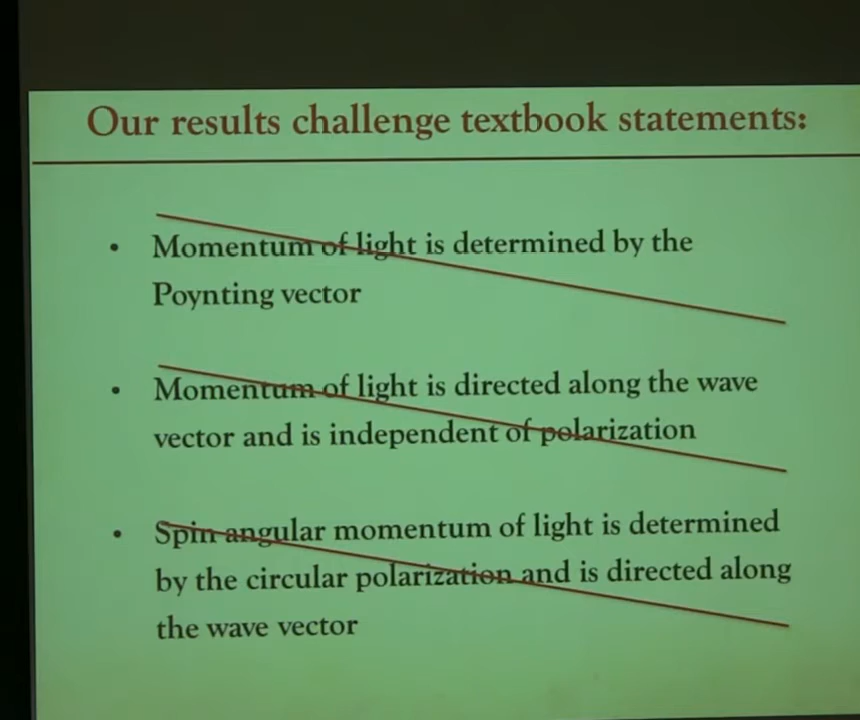 Our results challenge textbook statements:
• Momentum of light is determined by the
Poynting vector
• Momentum of light is directed along the wave
vector and is independent of polarization
• Spin angular momentum of light is determined
by the circular polarization and is directed along
the wave vector